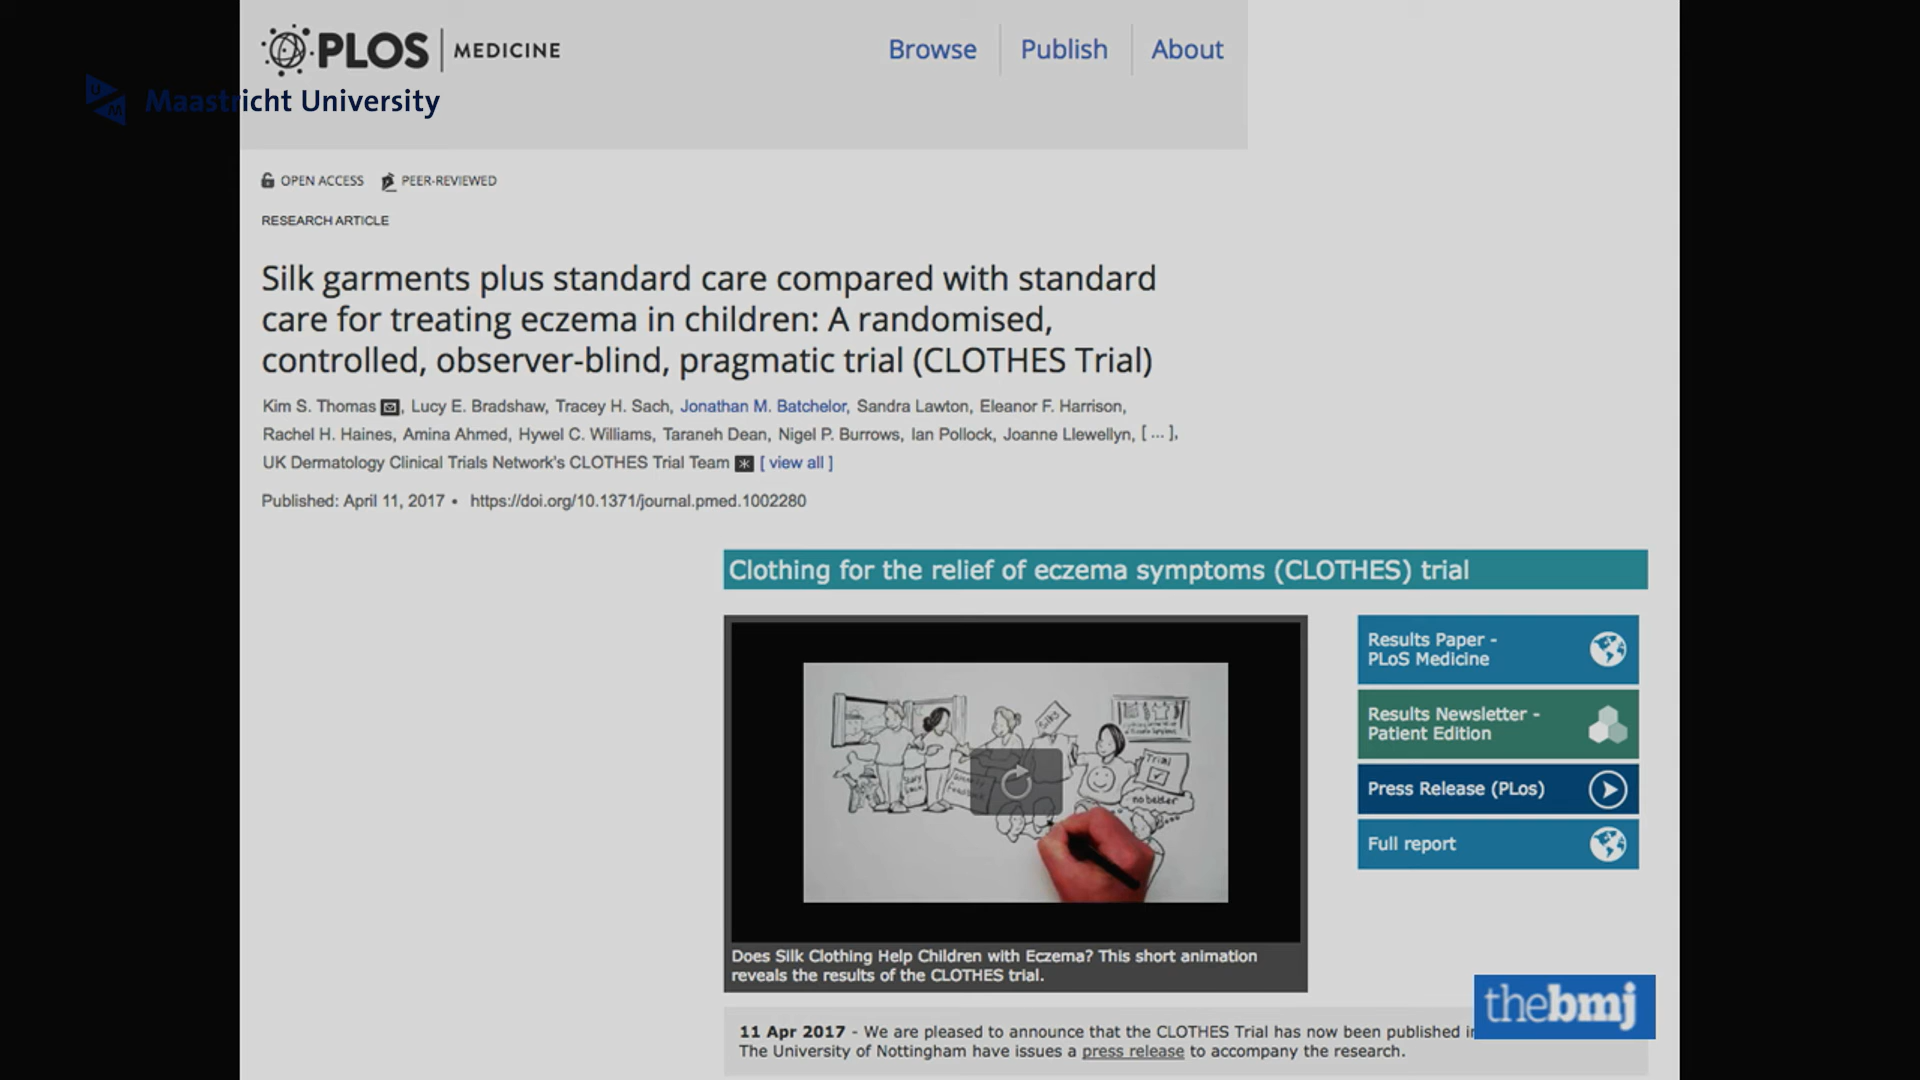 PLOS MEDICINE
Browse
Publish
About
UM
Maastricht University
OPEN ACCESS
PEER-REVIEWED
RESEARCH ARTICLE
Silk garments plus standard care compared with standard
care for treating eczema in children: A randomised,
controlled, observer-blind, pragmatic trial (CLOTHES Trial)
Kim S. Thomas, Lucy E. Bradshaw, Tracey H. Sach, Jonathan M. Batchelor, Sandra Lawton, Eleanor F. Harrison,
Rachel H. Haines, Amina Ahmed, Hywel C. Williams, Taraneh Dean, Nigel P. Burrows, Ian Pollock, Joanne Llewellyn, [ ... ],
UK Dermatology Clinical Trials Network's CLOTHES Trial Team [ view all ]
Published: April 11, 2017 • https://doi.org/10.1371/journal.pmed.1002280
Clothing for the relief of eczema symptoms (CLOTHES) trial
Results Paper -
PLoS Medicine
Results Newsletter -
Patient Edition
Press Release (PLos)
Full report
Silks
Trial
no better
Does Silk Clothing Help Children with Eczema? This short animation
reveals the results of the CLOTHES trial.
thebmj
11 Apr 2017 - We are pleased to announce that the CLOTHES Trial has now been published
The University of Nottingham have issues a press release to accompany the research.